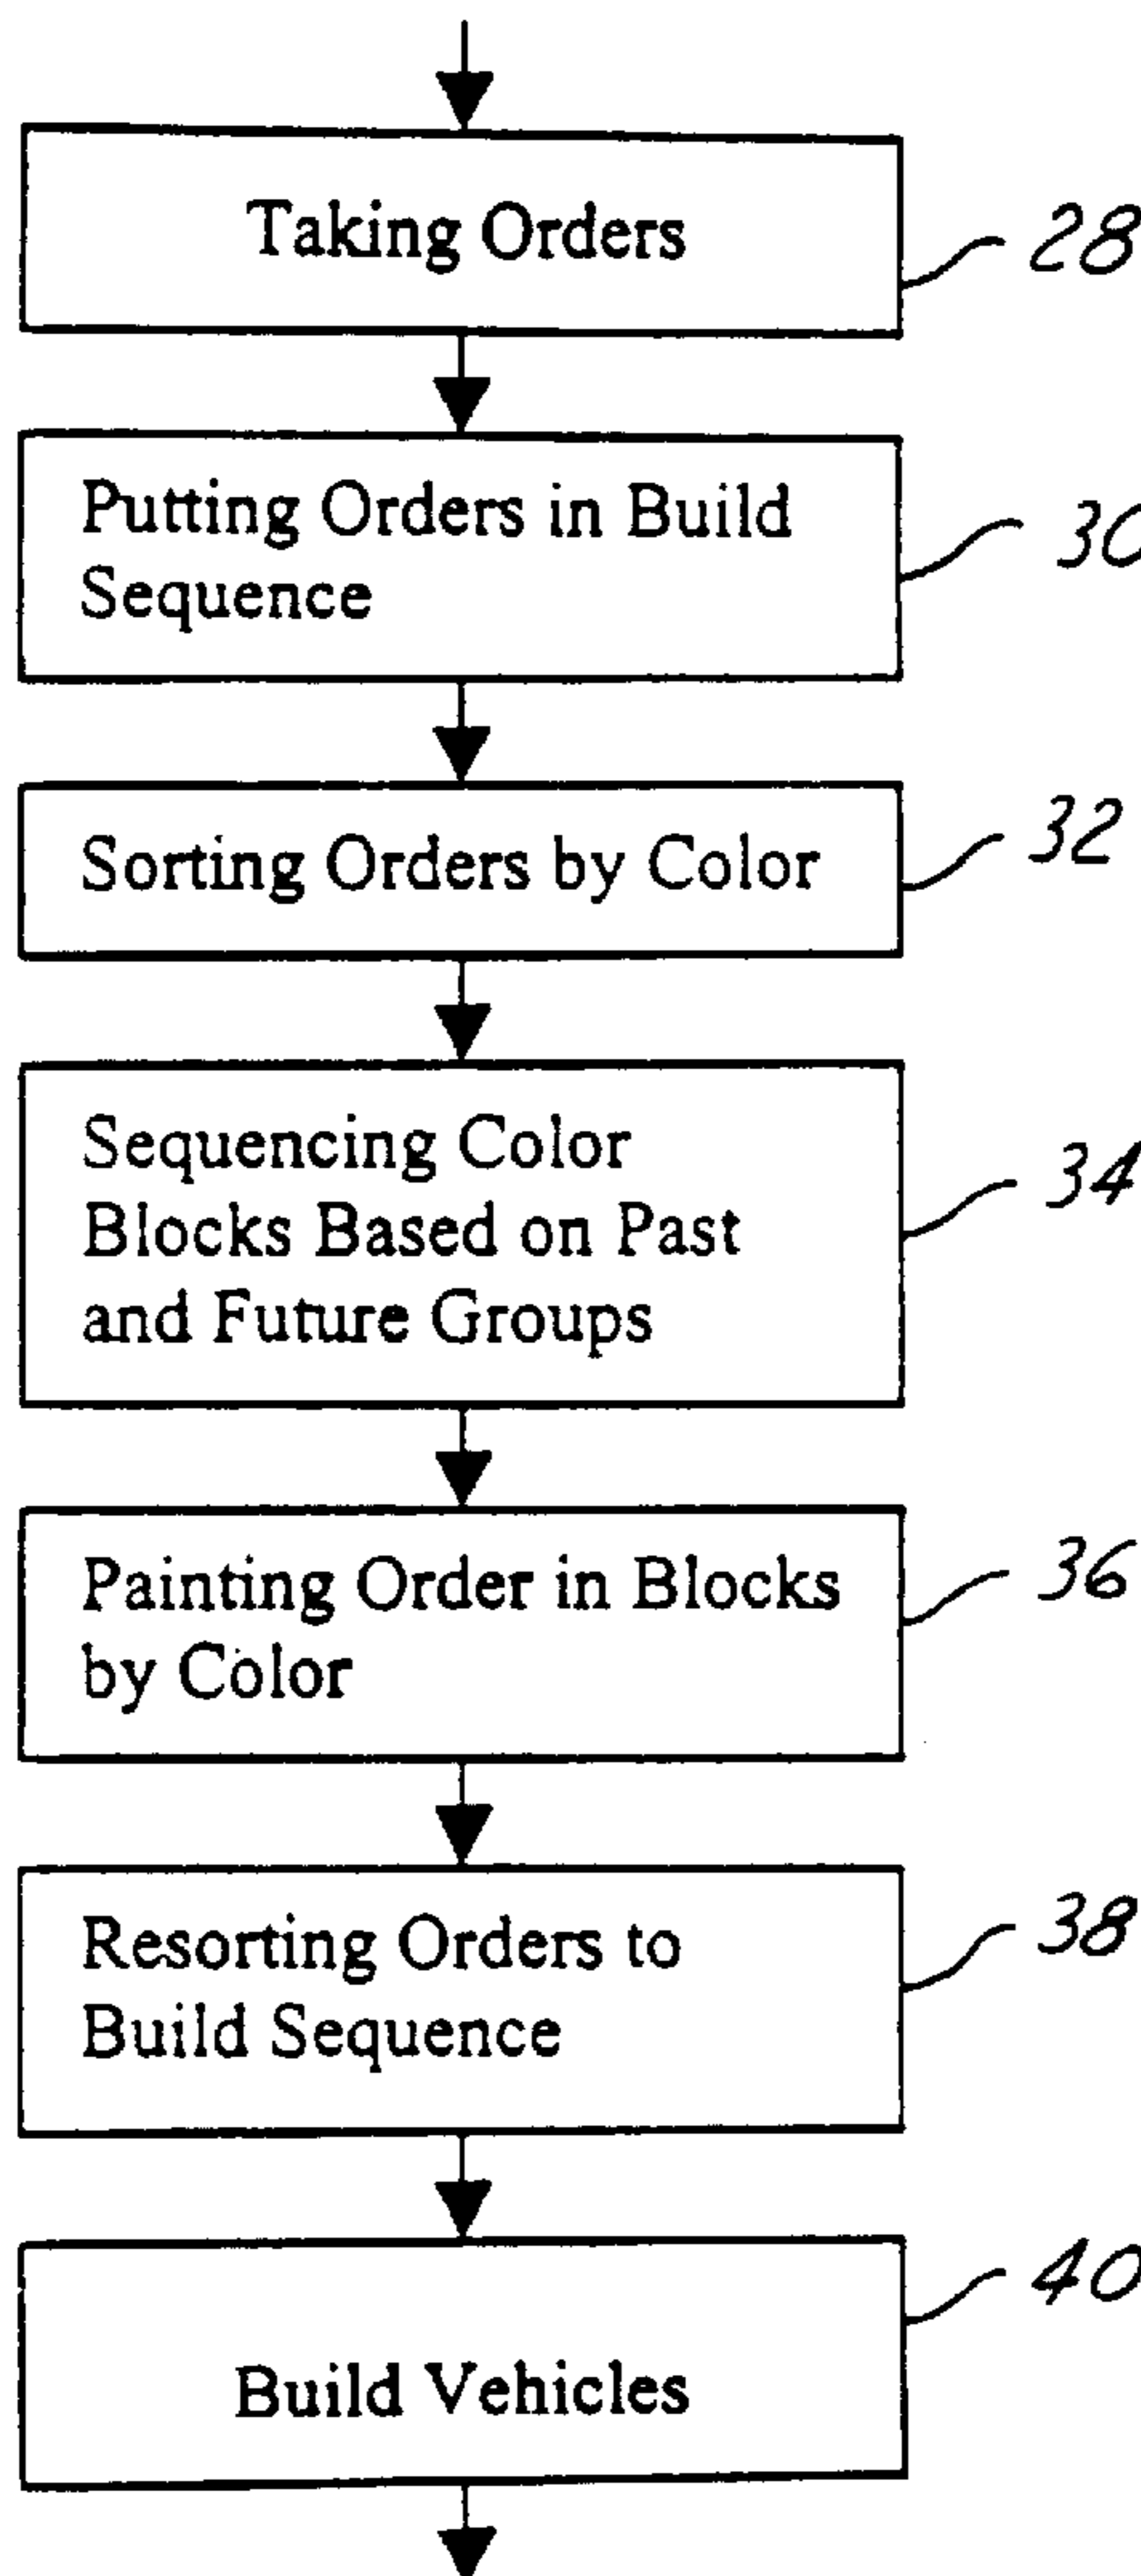 Taking Orders
28
Putting Orders in Build
Sequence
30
Sorting Orders by Color
32
Sequencing Color
Blocks Based on Past
and Future Groups
34
Painting Order in Blocks
by Color
36
Resorting Orders to
Build Sequence
38
Build Vehicles
40